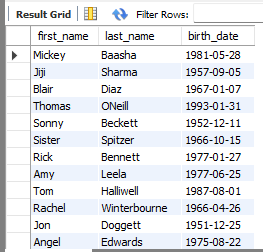 Result Grid Filter Rows:
first_name last_name birth_date
Mickey Baasha 1981-05-28
Jiji Sharma 1957-09-05
Blair Diaz 1967-01-07
Thomas ONeill 1993-01-31
Sonny Beckett 1952-12-11
Sister Spitzer 1966-10-15
Rick Bennett 1977-01-27
Amy Leela 1977-06-25
Tom Halliwell 1987-08-01
Rachel Winterbourne 1966-04-26
Jon Doggett 1951-12-25
Angel Edwards 1975-08-22